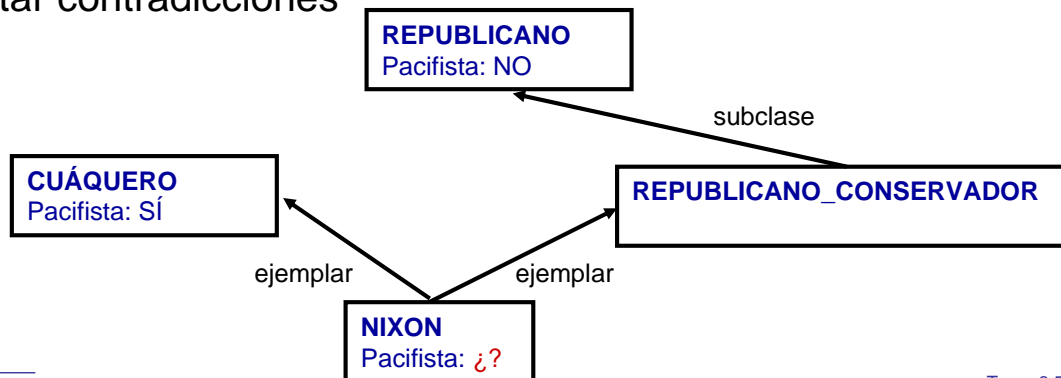 tar contradicciones
REPUBLICANO
Pacifista: NO
subclase
CUÁQUERO
Pacifista: SÍ
REPUBLICANO_CONSERVADOR
ejemplar
ejemplar
NIXON
Pacifista: ¿?